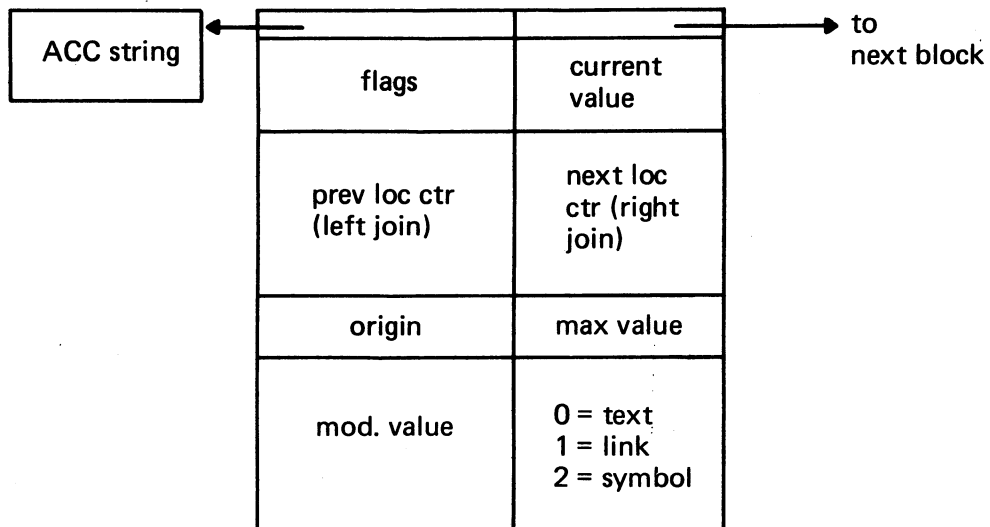 ACC string
to
next block
flags
current
value
prev loc ctr
(left join)
next loc
ctr (right
join)
origin
max value
mod. value
0 = text
1 = link
2 = symbol